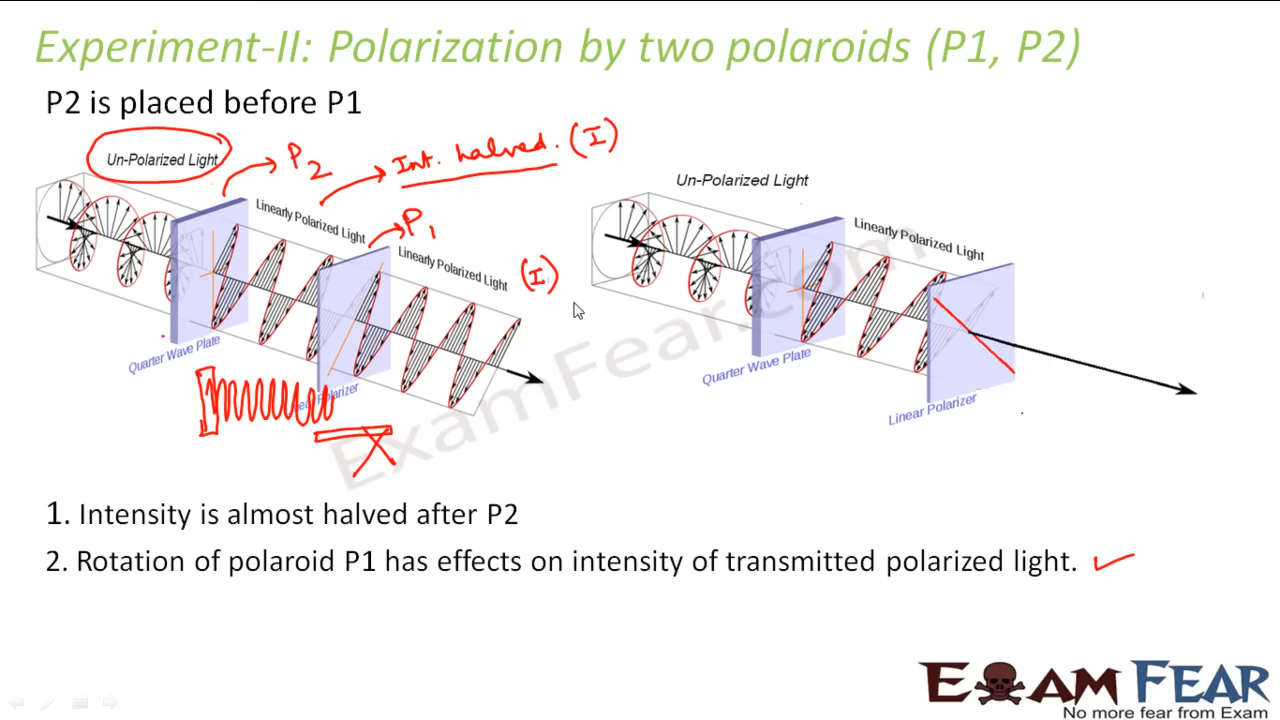 Experiment-II: Polarization by two polaroids (P1, P2)
P2 is placed before P1
Un-Polarized Light
P2
Int. halved. (I)
Linearly Polarized Light
P1
Linearly Polarized Light
(I)
Quarter Wave Plate
Polarizer
Un-Polarized Light
Linearly Polarized Light
Quarter Wave Plate
Linear Polarizer
ExamFear.com
1. Intensity is almost halved after P2
2. Rotation of polaroid P1 has effects on intensity of transmitted polarized light.
EXAM FEAR
No more fear from Exam